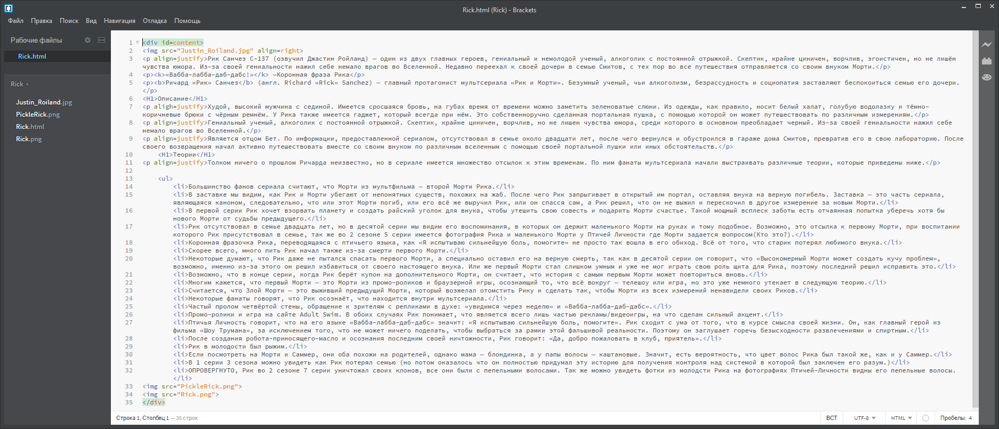 Rick.html (Rick) - Brackets
Файл Правка Поиск Вид Навигация Отладка Помощь
Рабочие файлы
Rick.html
Rick
Justin_Roiland.jpg
PickleRick.png
Rick.html
Rick.png
1 <div id=content>
2 <img src="Justin_Roiland.jpg" align=right>
3 <p align=justify>Рик Санчез C-137 (озвучил Джастин Ройланд) — один из двух главных героев, гениальный и немолодой ученый, алкоголик с постоянной отрыжкой. Скептик, крайне циничен, ворчлив, эгоистичен, но не лишён
чувства юмора. Из-за своей гениальности нажил себе немало врагов во Вселенной. Недавно переехал к своей дочери в семью Смитов, с тех пор во все путешествия отправляется со своим внуком Морти.</p>
4 <p><k>«Вабба-лабба-даб-дабс!»</k> —Коронная фраза Рика</p>
5 <p><b>Ричард «Рик» Санчез</b> (англ. Richard «Rick» Sanchez) — главный протагонист мультсериала «Рик и Морти». Безумный ученый, чьи алкоголизм, безрассудность и социопатия заставляют беспокоиться семью его дочери.
</p>
6 <H1>Описание</H1>
7 <p aligh=justify>Худой, высокий мужчина с сединой. Имеется сросшаяся бровь, на губах время от времени можно заметить зеленоватые слюни. Из одежды, как правило, носит белый халат, голубую водолазку и тёмно-
коричневые брюки с чёрным ремнём. У Рика также имеется гаджет, который всегда при нём. Это собственноручно сделанная портальная пушка, с помощью которой он может путешествовать по различным измерениям.</p>
8 <p align=justify>Гениальный ученый, алкоголик с постоянной отрыжкой. Скептик, крайне циничен, ворчлив, но не лишен чувства юмора, среди которого в основном преобладает черный. Из-за своей гениальности нажил себе
немало врагов во Вселенной.</p>
9 <p align=justify>Является отцом Бет. По информации, предоставленной сериалом, отсутствовал в семье около двадцати лет, после чего вернулся и обустроился в гараже дома Смитов, превратив его в свою лабораторию. После
своего возвращения начал активно путешествовать вместе со своим внуком по различным вселенным с помощью своей портальной пушки или иных обстоятельств.</p>
10 <H1>Теории</H1>
11 <p align=justify>Толком ничего о прошлом Ричарда неизвестно, но в сериале имеется множество отсылок к этим временам. По ним фанаты мультсериала начали выстраивать различные теории, которые приведены ниже.</p>
12
13 <ul>
14 <li>Большинство фанов сериала считают, что Морти из мультфильма — второй Морти Рика.</li>
15 <li>В заставке мы видим, как Рик и Морти убегают от непонятных существ, похожих на жаб. После чего Рик запрыгивает в открытый им портал, оставляя внука на верную погибель. Заставка — это часть сериала,
являющаяся каноном, следовательно, что или этот Морти погиб, или его всё же выручил Рик, или он спасся сам, а Рик решил, что он не выжил и перескочил в другое измерение за новым Морти.</li>
16 <li>В первой серии Рик хочет взорвать планету и создать райский уголок для внука, чтобы утешить свою совесть и подарить Морти счастье. Такой мощный всплеск заботы есть отчаянная попытка уберечь хотя бы
нового Морти от судьбы предыдущего.</li>
17 <li>Рик отсутствовал в семье двадцать лет, но в десятой серии мы видим его воспоминания, в которых он держит маленького Морти на руках и тому подобное. Возможно, это отсылка к первому Морти, при воспитании
которого Рик присутствовал в семье, так же во 2 сезоне 5 серии имеется фотография Рика и маленького Морти у Птичей Личности где Морти задается вопросом(Кто это?).</li>
18 <li>Коронная фразочка Рика, переводящаяся с птичьего языка, как «Я испытываю сильнейшую боль, помогите» не просто так вошла в его обиход. Всё от того, что старик потерял любимого внука.</li>
19 <li>Скорее всего, много пить Рик начал также из-за смерти первого Морти.</li>
20 <li>Некоторые думают, что Рик даже не пытался спасать первого Морти, а специально оставил его на верную смерть, так как в десятой серии он говорит, что «Высокомерный Морти может создать кучу проблем»,
возможно, именно из-за этого он решил избавиться от своего настоящего внука. Или же первый Морти стал слишком умным и уже не мог играть свою роль щита для Рика, поэтому последний решил исправить это.</li>
21 <li>Возможно, что в конце серии, когда Рик берёт купон на дополнительного Морти, он считает, что история с самым первым Морти может повториться вновь.</li>
22 <li>Многим кажется, что первый Морти — это Морти из промо-роликов и браузерной игры, осознающий то, что всё вокруг — телешоу или игра, но это уже немного утекает в следующую теорию.</li>
23 <li>Считается, что Злой Морти — это выживший предыдущий Морти, который возжелал отомстить Рику и сделать так, чтобы Морти из всех измерений ненавидели своих Риков.</li>
24 <li>Некоторые фанаты говорят, что Рик осознаёт, что находится внутри мультсериала.</li>
25 <li>Частый пролом четвёртой стены, обращение к зрителям с репликами в духе: «увидимся через неделю» и «Вабба-лабба-даб-дабс».</li>
26 <li>Промо-ролики и игра на сайте Adult Swim. В обоих случаях Рик понимает, что является всего лишь частью рекламы/видеоигры, на что сделан сильный акцент.</li>
27 <li>Птичья Личность говорит, что на его языке «Вабба-лабба-даб-дабс» значит: «Я испытываю сильнейшую боль, помогите». Рик сходит с ума от того, что в курсе смысла своей жизни. Он, как главный герой из
фильма «Шоу Трумана», за исключением того, что не может ничего поделать, чтобы выбраться за рамки этой фальшивой реальности. Поэтому он заглушает горечь безысходности развлечениями и спиртным.</li>
28 <li>После создания робота-приносящего-масло и осознания последним своей ничтожности, Рик говорит: «Да, добро пожаловать в клуб, приятель».</li>
29 <li>Рик в молодости был рыжим.</li>
30 <li>Если посмотреть на Морти и Саммер, они оба похожи на родителей, однако мама — блондинка, а у папы волосы — каштановые. Значит, есть вероятность, что цвет волос Рика был такой же, как и у Саммер.</li>
31 <li>В 1 серии 3 сезона можно увидеть как Рик потерял семью (но потом оказалось что он полностью придумал эту историю для получения контроля над системой в которой был заключен его разум.)</li>
32 <li>ОПРОВЕРГНУТО, Рик во 2 сезоне 7 серии уничтожал своих клонов, все они были с пепельными волосами. Так же можно увидеть фотки из молодсти Рика на фотографиях Птичей-Личности видны его пепельные волосы.
</li>
33 <img src="PickleRick.png">
34 <img src="Rick.png">
35 </div>
Строка 1, Столбец 1 — 35 строк ВСТ UTF-8 HTML Пробелы: 4